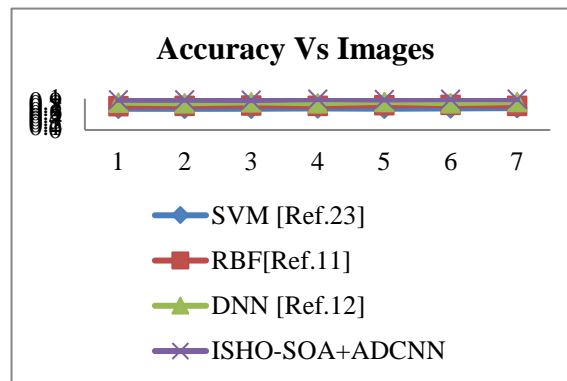 Accuracy Vs Images
1 2 3 4 5 6 7
SVM [Ref.23]
RBF[Ref.11]
DNN [Ref.12]
ISHO-SOA+ADCNN